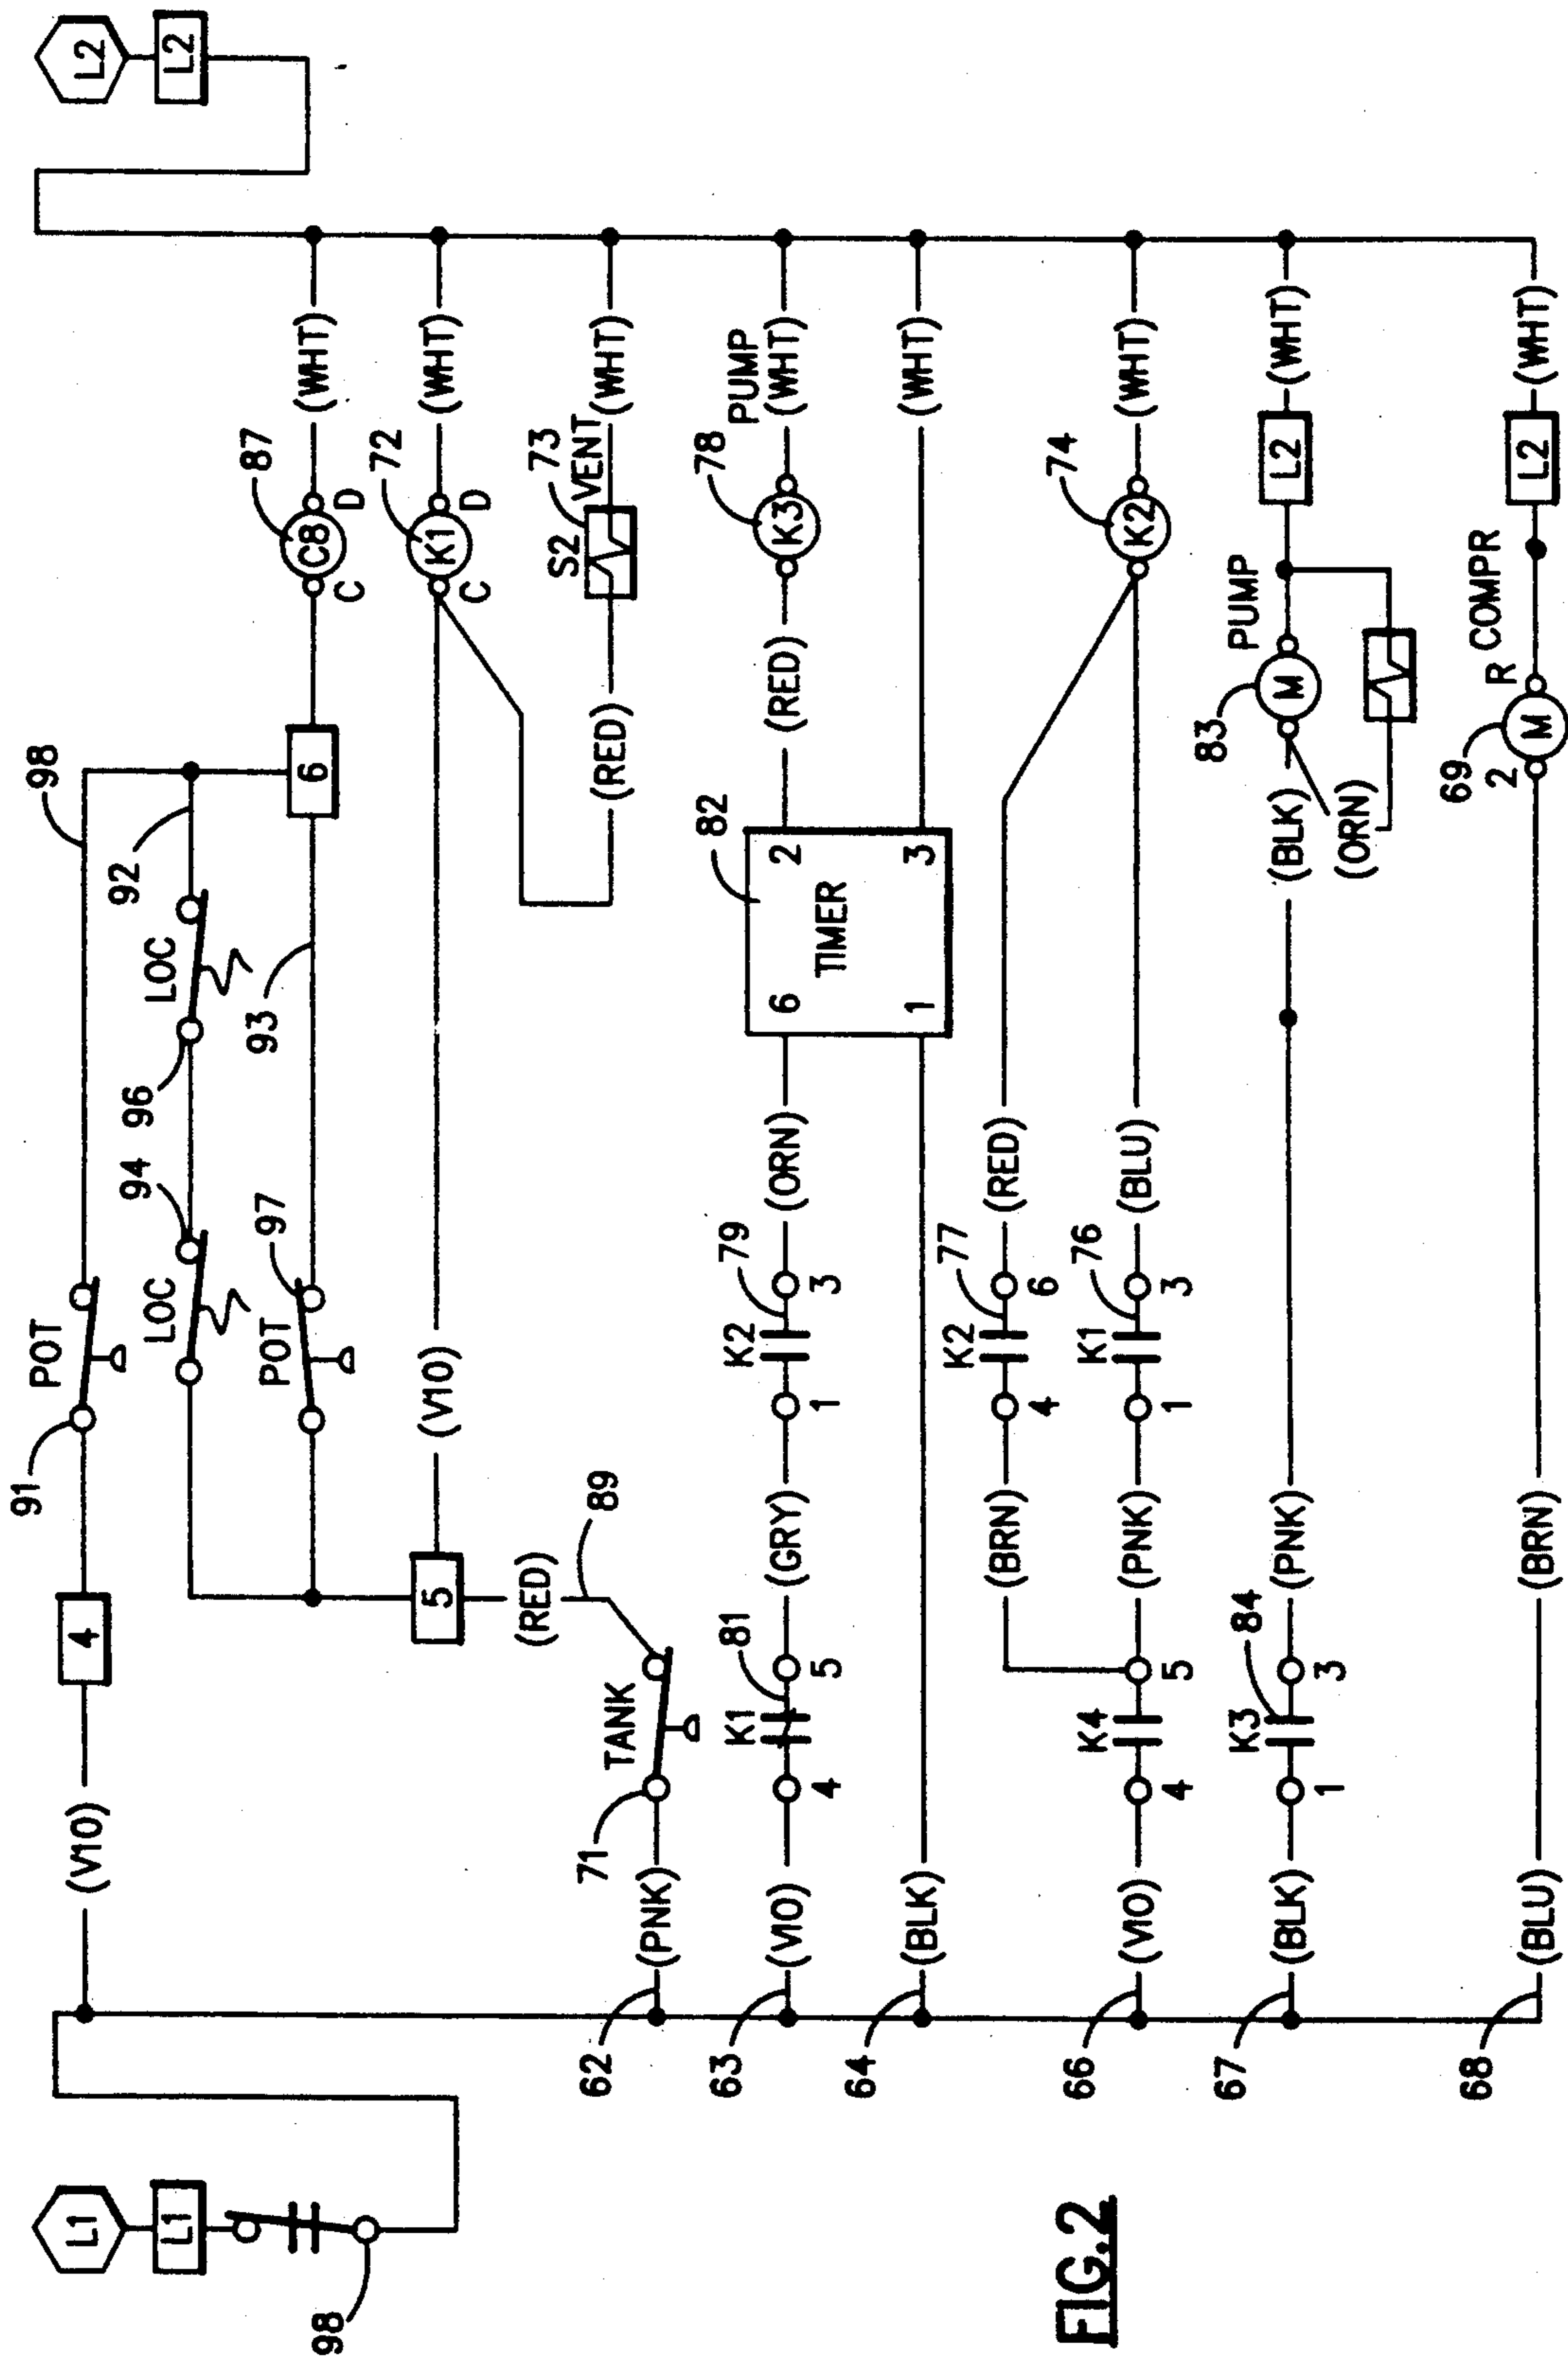 L1
L1
98
L2
L2
(V10)
4
91
POT
98
LOC
94
96
LOC
92
POT
97
93
6
C8
87
C
D
(WHT)
5
(V10)
K1
72
C
D
(WHT)
(RED)
89
(RED)
S2
73
VENT
(WHT)
62
(PNK)
71
TANK
63
(VIO)
4
K1
81
5
(GRY)
1
K2
79
3
(ORN)
6
2
TIMER
1
3
82
(RED)
K3
78
PUMP
(WHT)
64
(BLK)
(WHT)
(BRN)
4
K2
77
6
(RED)
66
(VIO)
4
K4
5
(PNK)
1
K1
76
3
(BLU)
K2
74
(WHT)
67
(BLK)
1
K3
84
3
(PNK)
(BLK)
(ORN)
83
M
PUMP
L2
(WHT)
68
(BLU)
(BRN)
69
2
M
R
COMPR
L2
(WHT)
FIG.2